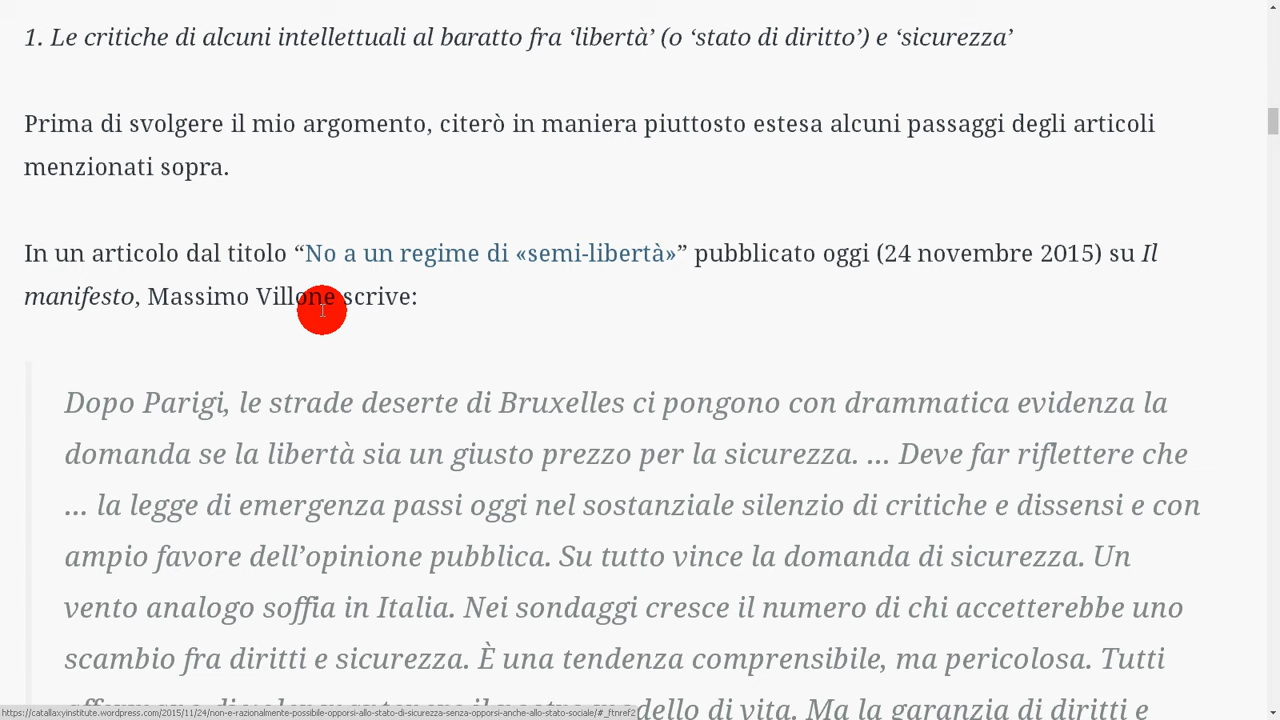 1. Le critiche di alcuni intellettuali al baratto fra ‘libertà’ (o ‘stato di diritto’) e ‘sicurezza’
Prima di svolgere il mio argomento, citerò in maniera piuttosto estesa alcuni passaggi degli articoli
menzionati sopra.
In un articolo dal titolo “No a un regime di «semi-libertà»” pubblicato oggi (24 novembre 2015) su Il
manifesto, Massimo Villone scrive:
Dopo Parigi, le strade deserte di Bruxelles ci pongono con drammatica evidenza la
domanda se la libertà sia un giusto prezzo per la sicurezza. ... Deve far riflettere che
... la legge di emergenza passi oggi nel sostanziale silenzio di critiche e dissensi e con
ampio favore dell’opinione pubblica. Su tutto vince la domanda di sicurezza. Un
vento analogo soffia in Italia. Nei sondaggi cresce il numero di chi accetterebbe uno
scambio fra diritti e sicurezza. È una tendenza comprensibile, ma pericolosa. Tutti
di vita. Ma la garanzia di diritti e
https://catallaxyinstitute.wordpress.com/2015/11/24/non-e-razionalmente-possibile-opporsi-allo-stato-di-sicurezza-senza-opporsi-anche-allo-stato-sociale/#_ftnref2